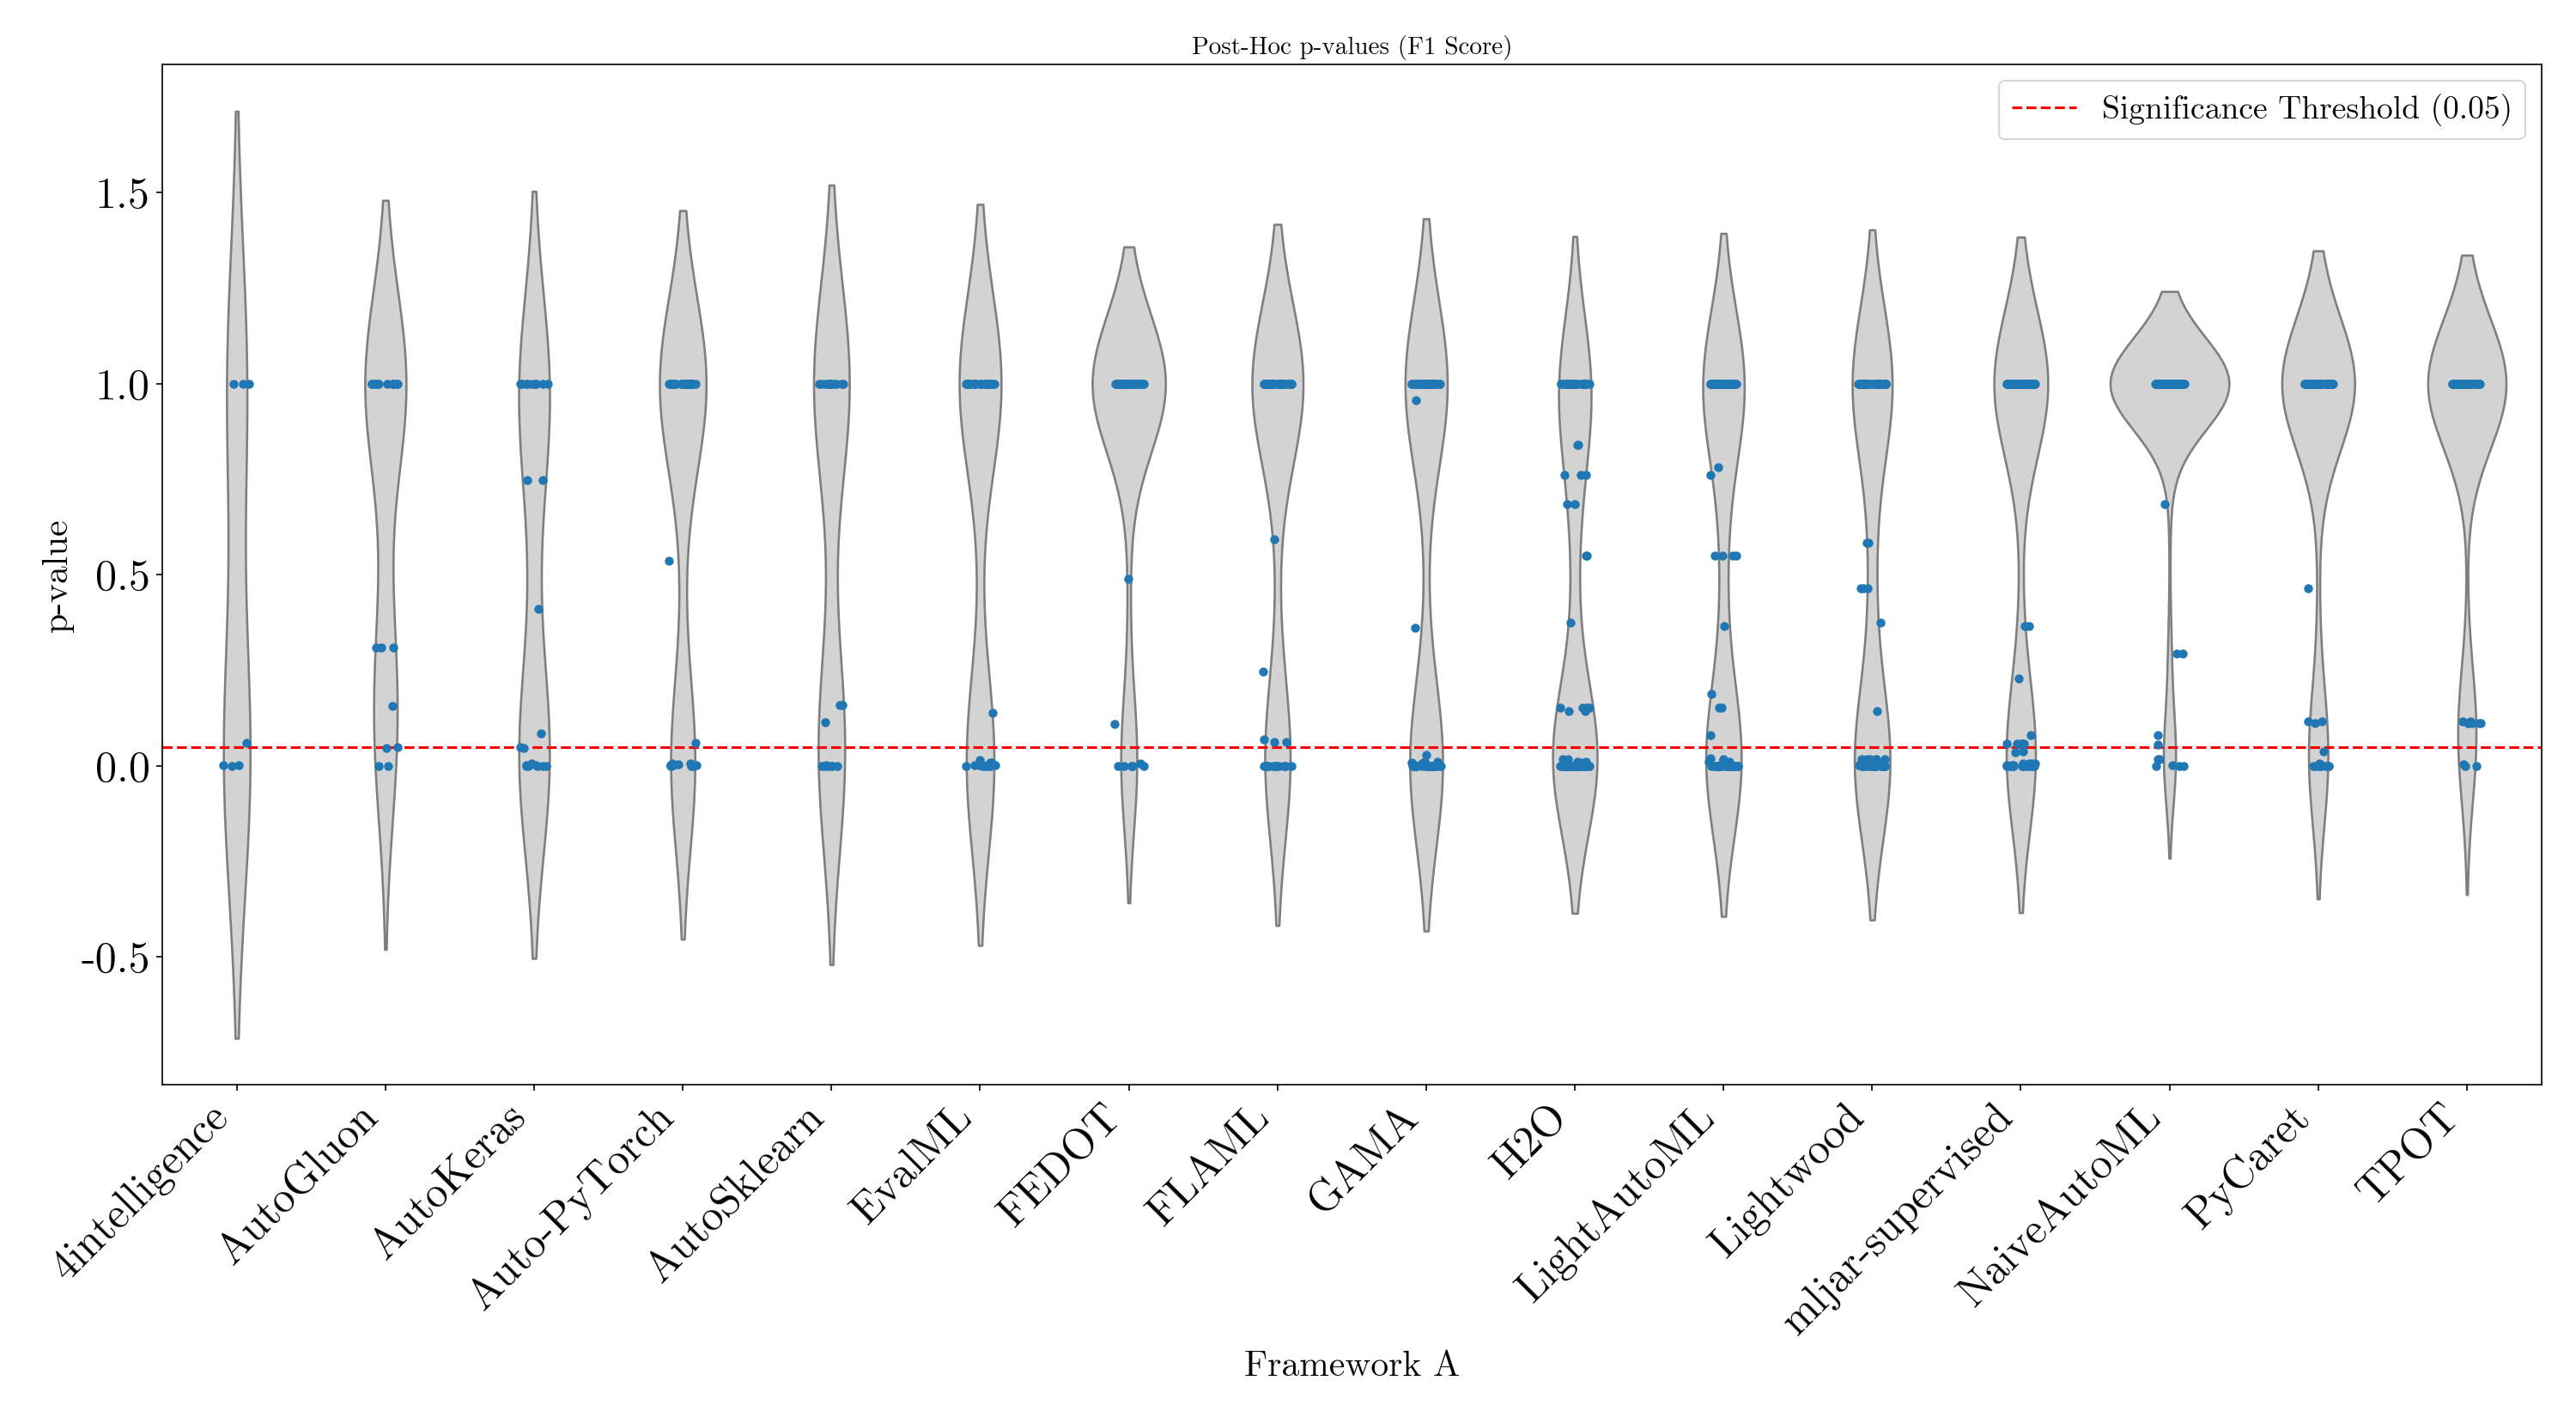 Post-Hoc p-values (F1 Score)
Significance Threshold (0.05)
p-value
1.5
1.0
0.5
0.0
-0.5
4intelligence
AutoGluon
AutoKeras
Auto-PyTorch
AutoSklearn
EvalML
FEDOT
FLAML
GAMA
H2O
LightAutoML
Lightwood
mljar-supervised
NaiveAutoML
PyCaret
TPOT
Framework A